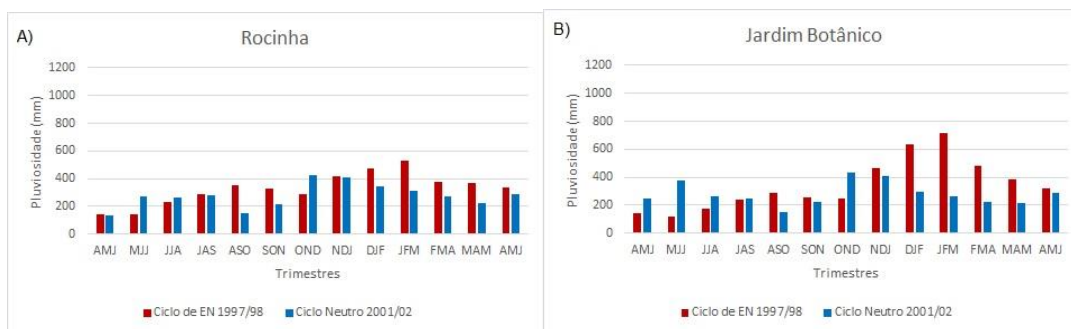 A)
Rocinha
Pluviosidade (mm)
1200
1000
800
600
400
200
0
AMJ MJJ JJA JAS ASO SON OND NDJ DJF JFM FMA MAM AMJ
Trimestres
Ciclo de EN 1997/98 Ciclo Neutro 2001/02
B)
Jardim Botânico
Pluviosidade (mm)
1200
1000
800
600
400
200
0
AMJ MJJ JJA JAS ASO SON OND NDJ DJF JFM FMA MAM AMJ
Trimestres
Ciclo de EN 1997/98 Ciclo Neutro 2001/02